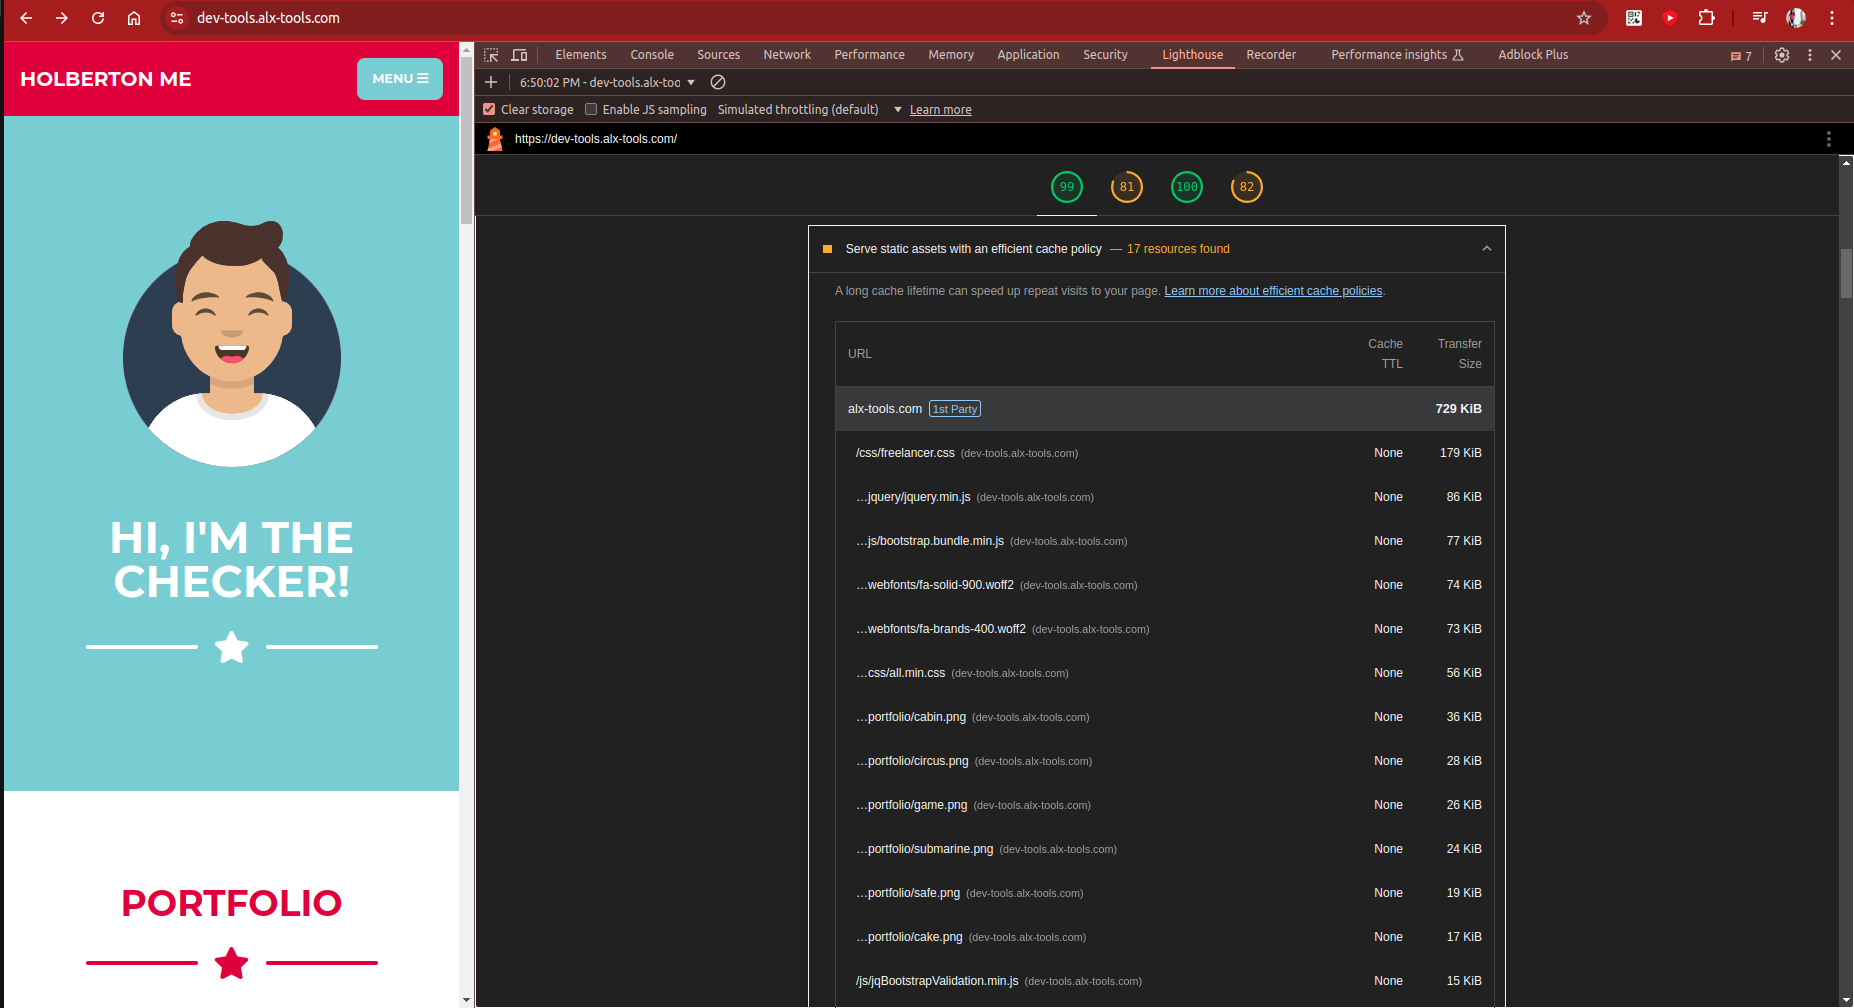 dev-tools.alx-tools.com
HOLBERTON ME
MENU
HI, I'M THE
CHECKER!
PORTFOLIO
Elements Console Sources Network Performance Memory Application Security Lighthouse Recorder Performance insights Adblock Plus 7
6:50:02 PM - dev-tools.alx-too
Clear storage Enable JS sampling Simulated throttling (default) Learn more
https://dev-tools.alx-tools.com/
99 81 100 82
Serve static assets with an efficient cache policy — 17 resources found
A long cache lifetime can speed up repeat visits to your page. Learn more about efficient cache policies.
URL Cache TTL Transfer Size
alx-tools.com 1st Party 729 KiB
/css/freelancer.css (dev-tools.alx-tools.com) None 179 KiB
…jquery/jquery.min.js (dev-tools.alx-tools.com) None 86 KiB
…js/bootstrap.bundle.min.js (dev-tools.alx-tools.com) None 77 KiB
…webfonts/fa-solid-900.woff2 (dev-tools.alx-tools.com) None 74 KiB
…webfonts/fa-brands-400.woff2 (dev-tools.alx-tools.com) None 73 KiB
…css/all.min.css (dev-tools.alx-tools.com) None 56 KiB
…portfolio/cabin.png (dev-tools.alx-tools.com) None 36 KiB
…portfolio/circus.png (dev-tools.alx-tools.com) None 28 KiB
…portfolio/game.png (dev-tools.alx-tools.com) None 26 KiB
…portfolio/submarine.png (dev-tools.alx-tools.com) None 24 KiB
…portfolio/safe.png (dev-tools.alx-tools.com) None 19 KiB
…portfolio/cake.png (dev-tools.alx-tools.com) None 17 KiB
/js/jqBootstrapValidation.min.js (dev-tools.alx-tools.com) None 15 KiB